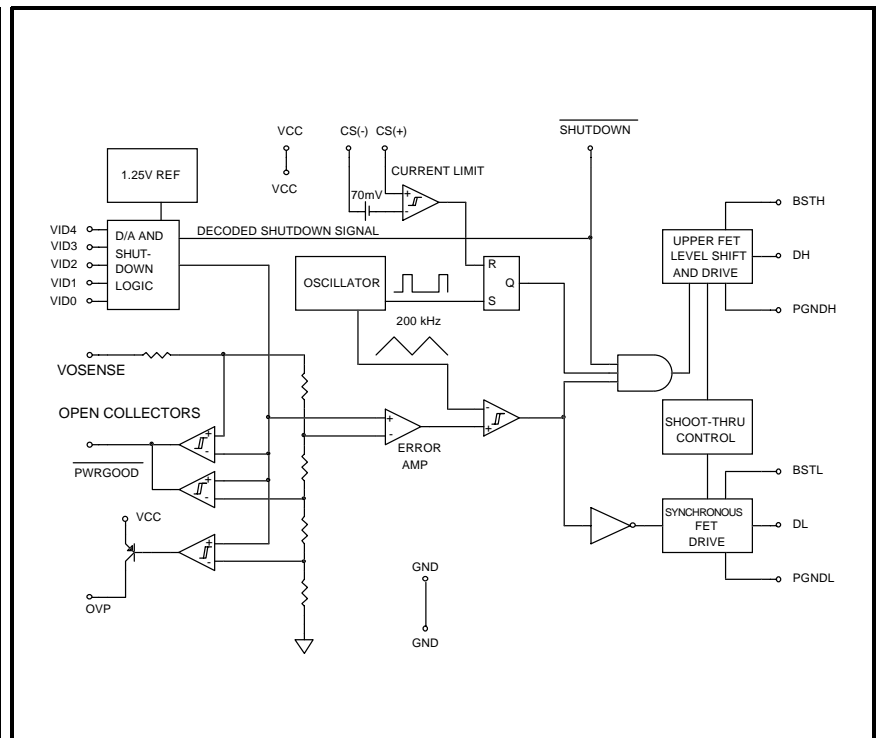 SHUTDOWN
VCC
CS(-)
CS(+)
CURRENT LIMIT
1.25V REF
VCC
70mV
+
-
BSTH
VID4
VID3
VID2
VID1
VID0
D/A AND
SHUT-
DOWN
LOGIC
DECODED SHUTDOWN SIGNAL
UPPER FET
LEVEL SHIFT
AND DRIVE
DH
OSCILLATOR
R
Q
S
PGNDH
200 kHz
VOSENSE
OPEN COLLECTORS
+
-
PWRGOOD
+
-
+
-
ERROR
AMP
-
+
SHOOT-THRU
CONTROL
BSTL
VCC
+
-
SYNCHRONOUS
FET
DRIVE
DL
OVP
GND
GND
PGNDL